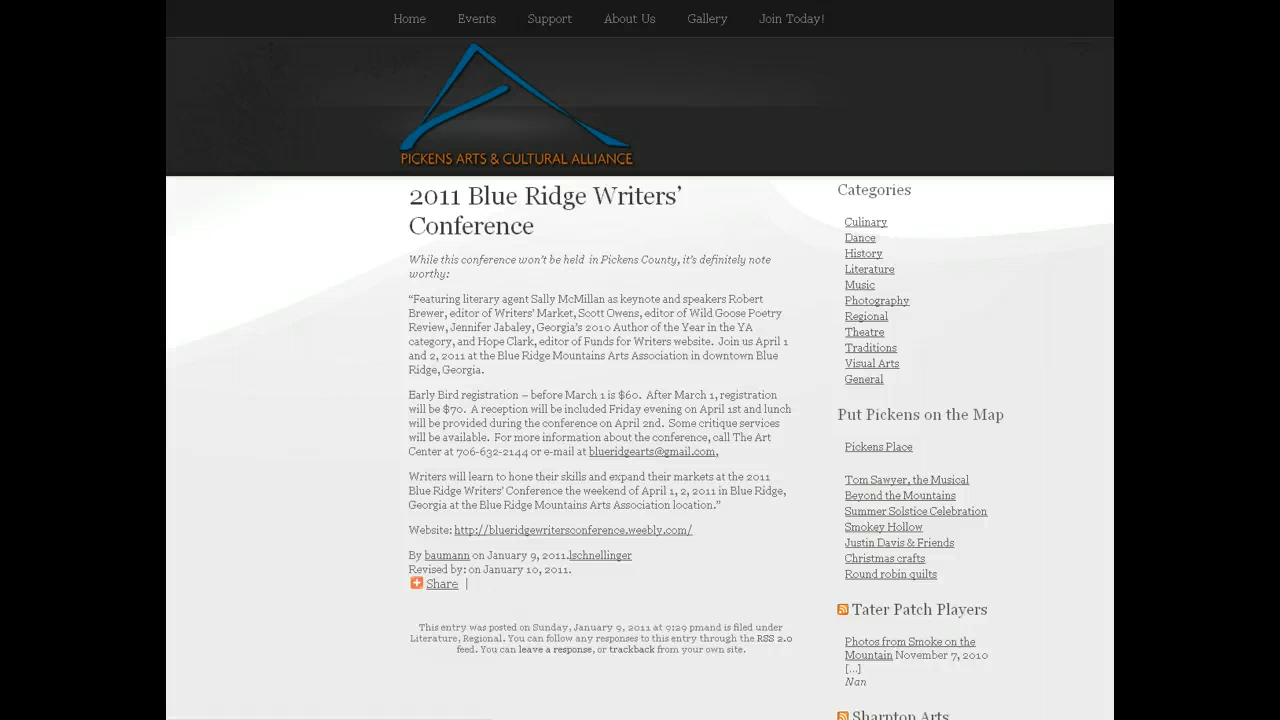 Home Events Support About Us Gallery Join Today!
PICKENS ARTS & CULTURAL ALLIANCE
2011 Blue Ridge Writers’
Conference
While this conference won’t be held in Pickens County, it’s definitely note
worthy:
“Featuring literary agent Sally McMillan as keynote and speakers Robert
Brewer, editor of Writers’ Market, Scott Owens, editor of Wild Goose Poetry
Review, Jennifer Jabaley, Georgia’s 2010 Author of the Year in the YA
category, and Hope Clark, editor of Funds for Writers website. Join us April 1
and 2, 2011 at the Blue Ridge Mountains Arts Association in downtown Blue
Ridge, Georgia.
Early Bird registration – before March 1 is $60. After March 1, registration
will be $70. A reception will be included Friday evening on April 1st and lunch
will be provided during the conference on April 2nd. Some critique services
will be available. For more information about the conference, call The Art
Center at 706-632-2144 or e-mail at blueridgearts@gmail.com,
Writers will learn to hone their skills and expand their markets at the 2011
Blue Ridge Writers’ Conference the weekend of April 1, 2, 2011 in Blue Ridge,
Georgia at the Blue Ridge Mountains Arts Association location.”
Website: http://blueridgewritersconference.weebly.com/
By baumann on January 9, 2011.lschnellinger
Revised by: on January 10, 2011.
Share |
This entry was posted on Sunday, January 9, 2011 at 9:29 pmand is filed under
Literature, Regional. You can follow any responses to this entry through the RSS 2.0
feed. You can leave a response, or trackback from your own site.
Categories
Culinary
Dance
History
Literature
Music
Photography
Regional
Theatre
Traditions
Visual Arts
General
Put Pickens on the Map
Pickens Place
Tom Sawyer, the Musical
Beyond the Mountains
Summer Solstice Celebration
Smokey Hollow
Justin Davis & Friends
Christmas crafts
Round robin quilts
Tater Patch Players
Photos from Smoke on the
Mountain November 7, 2010
[...]
Nan
Sharptop Arts